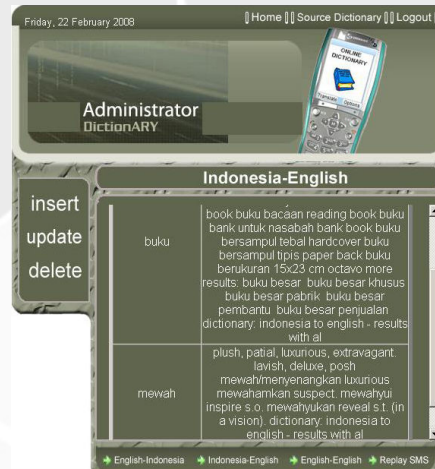 Friday, 22 February 2008
[] Home [] [] Source Dictionary [] [] Logout
ONLINE
DICTIONARY
Translate Options
Administrator
DictionARY
Indonesia-English
insert
update
delete
buku
book buku bacaan reading book buku
bank untuk nasabah bank book buku
bersampul tebal hardcover buku
bersampul tipis paper back buku
berukuran 15x23 cm octavo more
results: buku besar buku besar khusus
buku besar pabrik buku besar
pembantu buku besar penjualan
dictionary: indonesia to english - results
with al
mewah
plush, patial, luxurious, extravagant.
lavish, deluxe, posh
mewah/menyenangkan luxurious
mewahamkan suspect. mewahyui
inspire s.o. mewahyukan reveal s.t. (in
a vision). dictionary: indonesia to
english - results with al
English-Indonesia Indonesia-English English-English Replay SMS